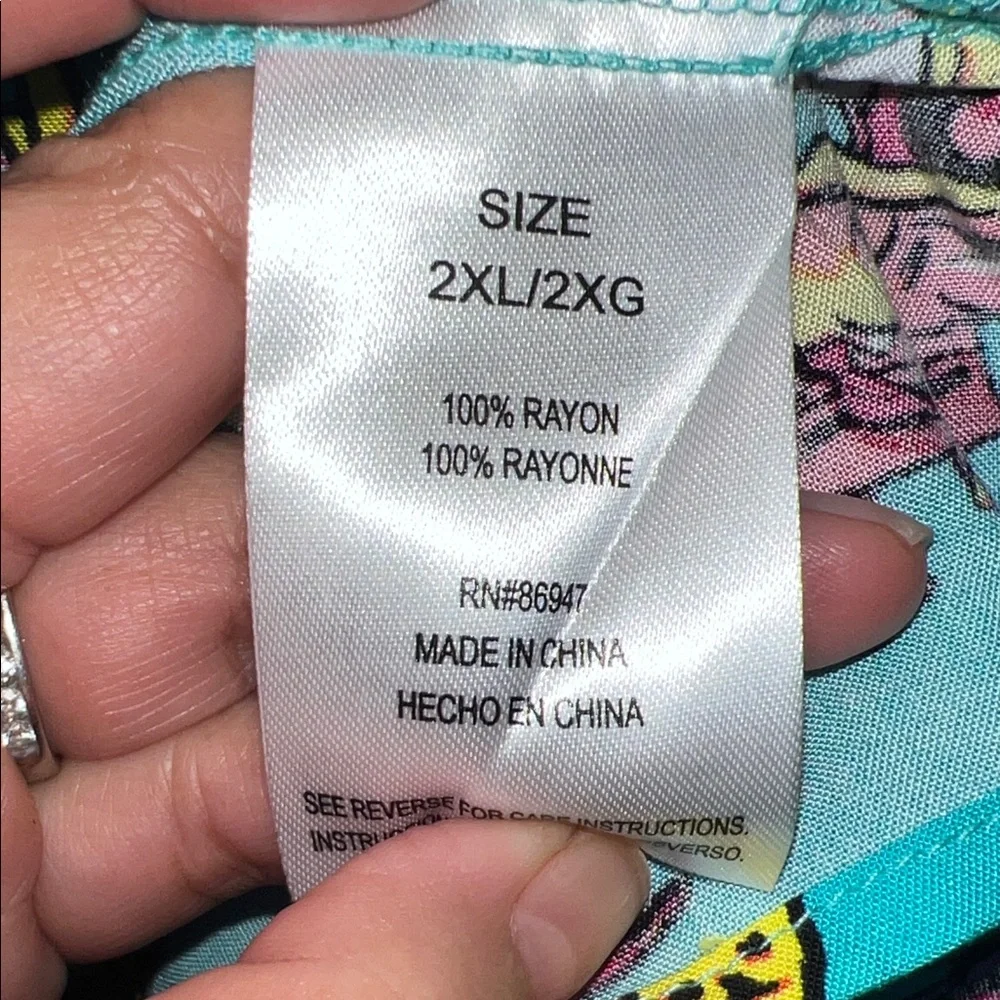 SIZE
2XL/2XG
100% RAYON
100% RAYONNE
RN#86947
MADE IN CHINA
HECHO EN CHINA
SEE REVERSE FOR CARE INSTRUCTIONS.
REVERSO.